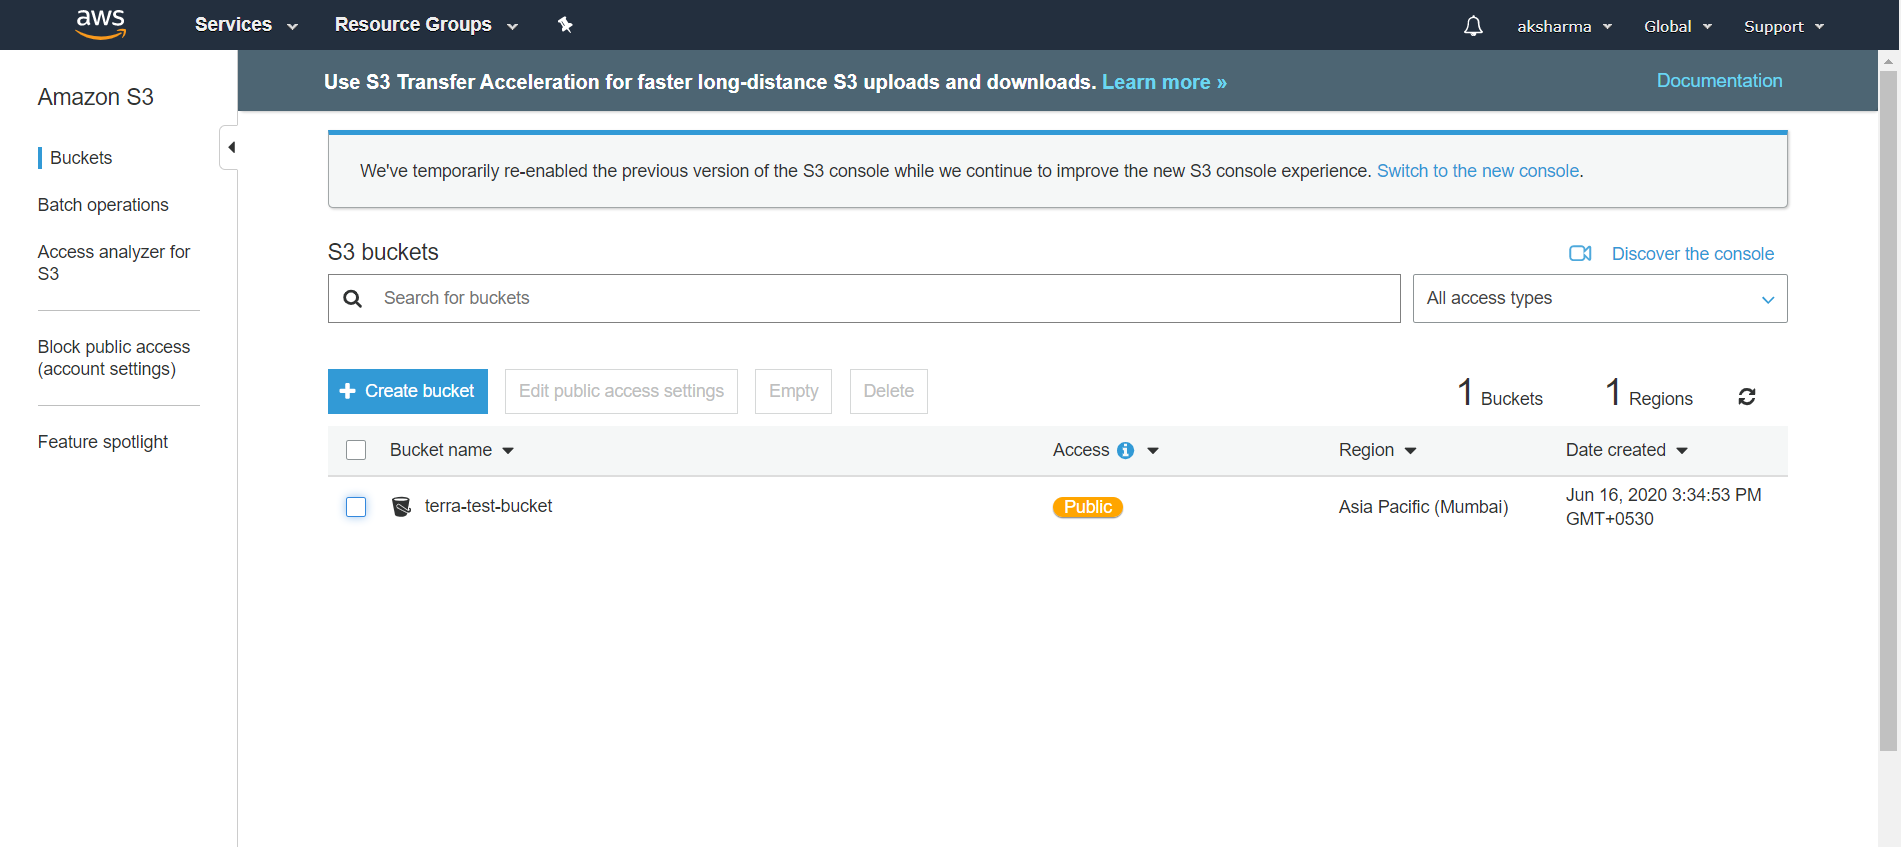 aws
Services
Resource Groups
aksharma
Global
Support
Amazon S3
Buckets
Batch operations
Access analyzer for
S3
Block public access
(account settings)
Feature spotlight
Use S3 Transfer Acceleration for faster long-distance S3 uploads and downloads. Learn more »
Documentation
We've temporarily re-enabled the previous version of the S3 console while we continue to improve the new S3 console experience. Switch to the new console.
S3 buckets
Discover the console
Search for buckets
All access types
Create bucket
Edit public access settings
Empty
Delete
1 Buckets
1 Regions
Bucket name
Access
Region
Date created
terra-test-bucket
Public
Asia Pacific (Mumbai)
Jun 16, 2020 3:34:53 PM
GMT+0530